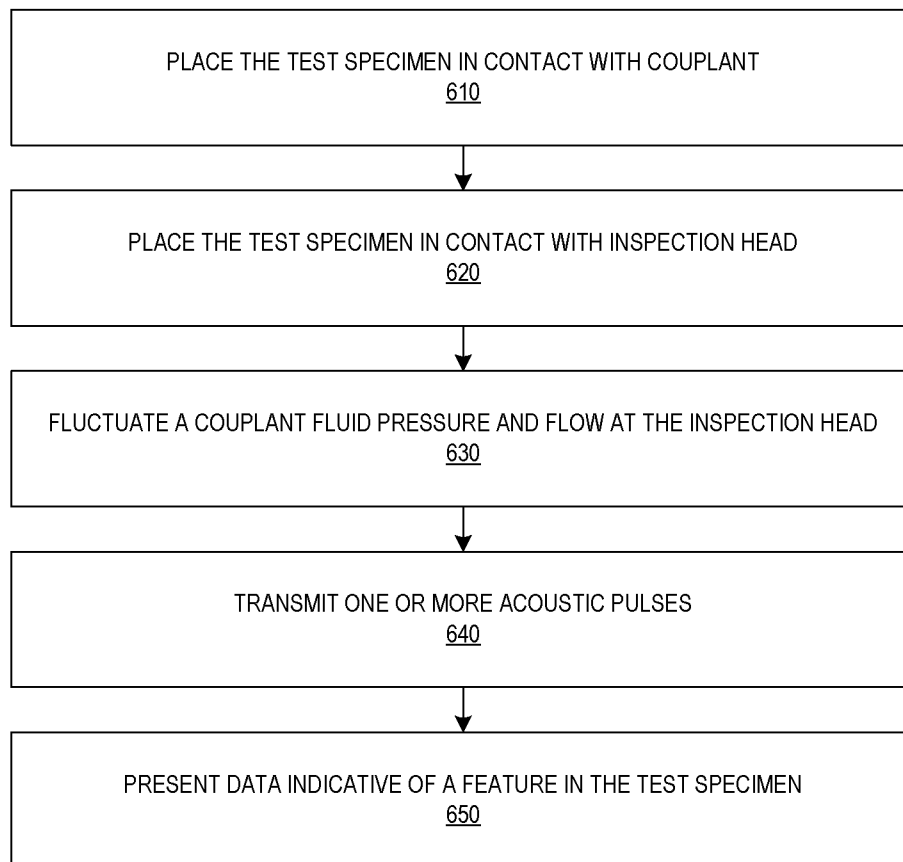 PLACE THE TEST SPECIMEN IN CONTACT WITH COUPLANT
610
PLACE THE TEST SPECIMEN IN CONTACT WITH INSPECTION HEAD
620
FLUCTUATE A COUPLANT FLUID PRESSURE AND FLOW AT THE INSPECTION HEAD
630
TRANSMIT ONE OR MORE ACOUSTIC PULSES
640
PRESENT DATA INDICATIVE OF A FEATURE IN THE TEST SPECIMEN
650